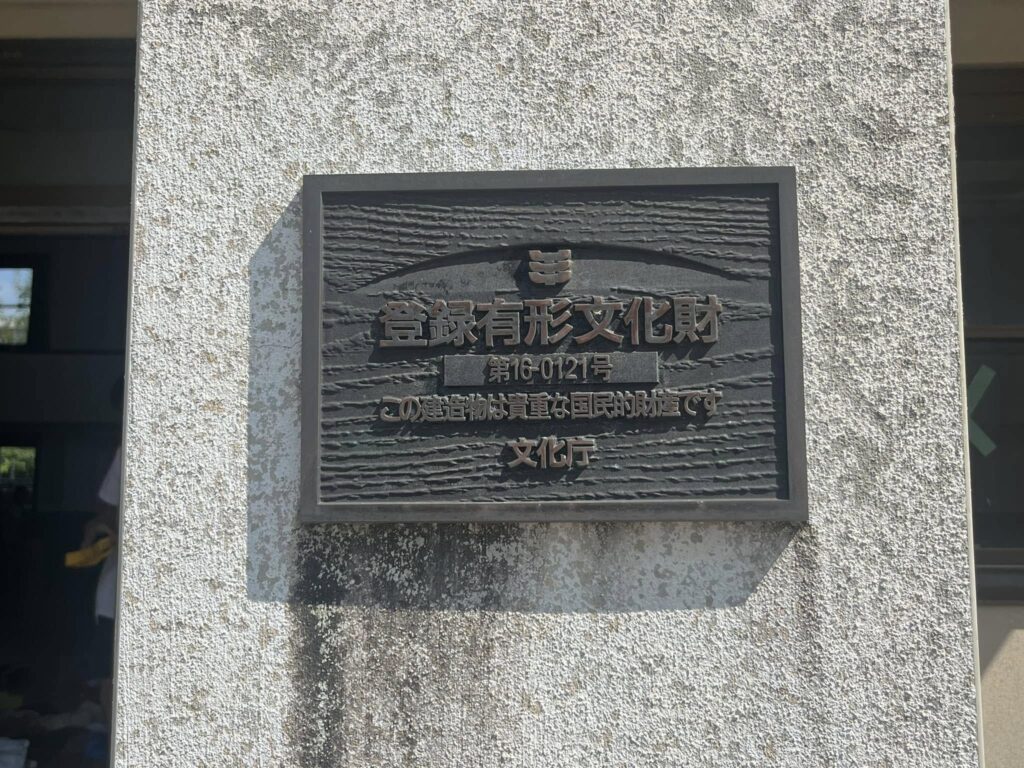 登録有形文化財
第16-0121号
この建造物は貴重な国民的財産です
文化庁